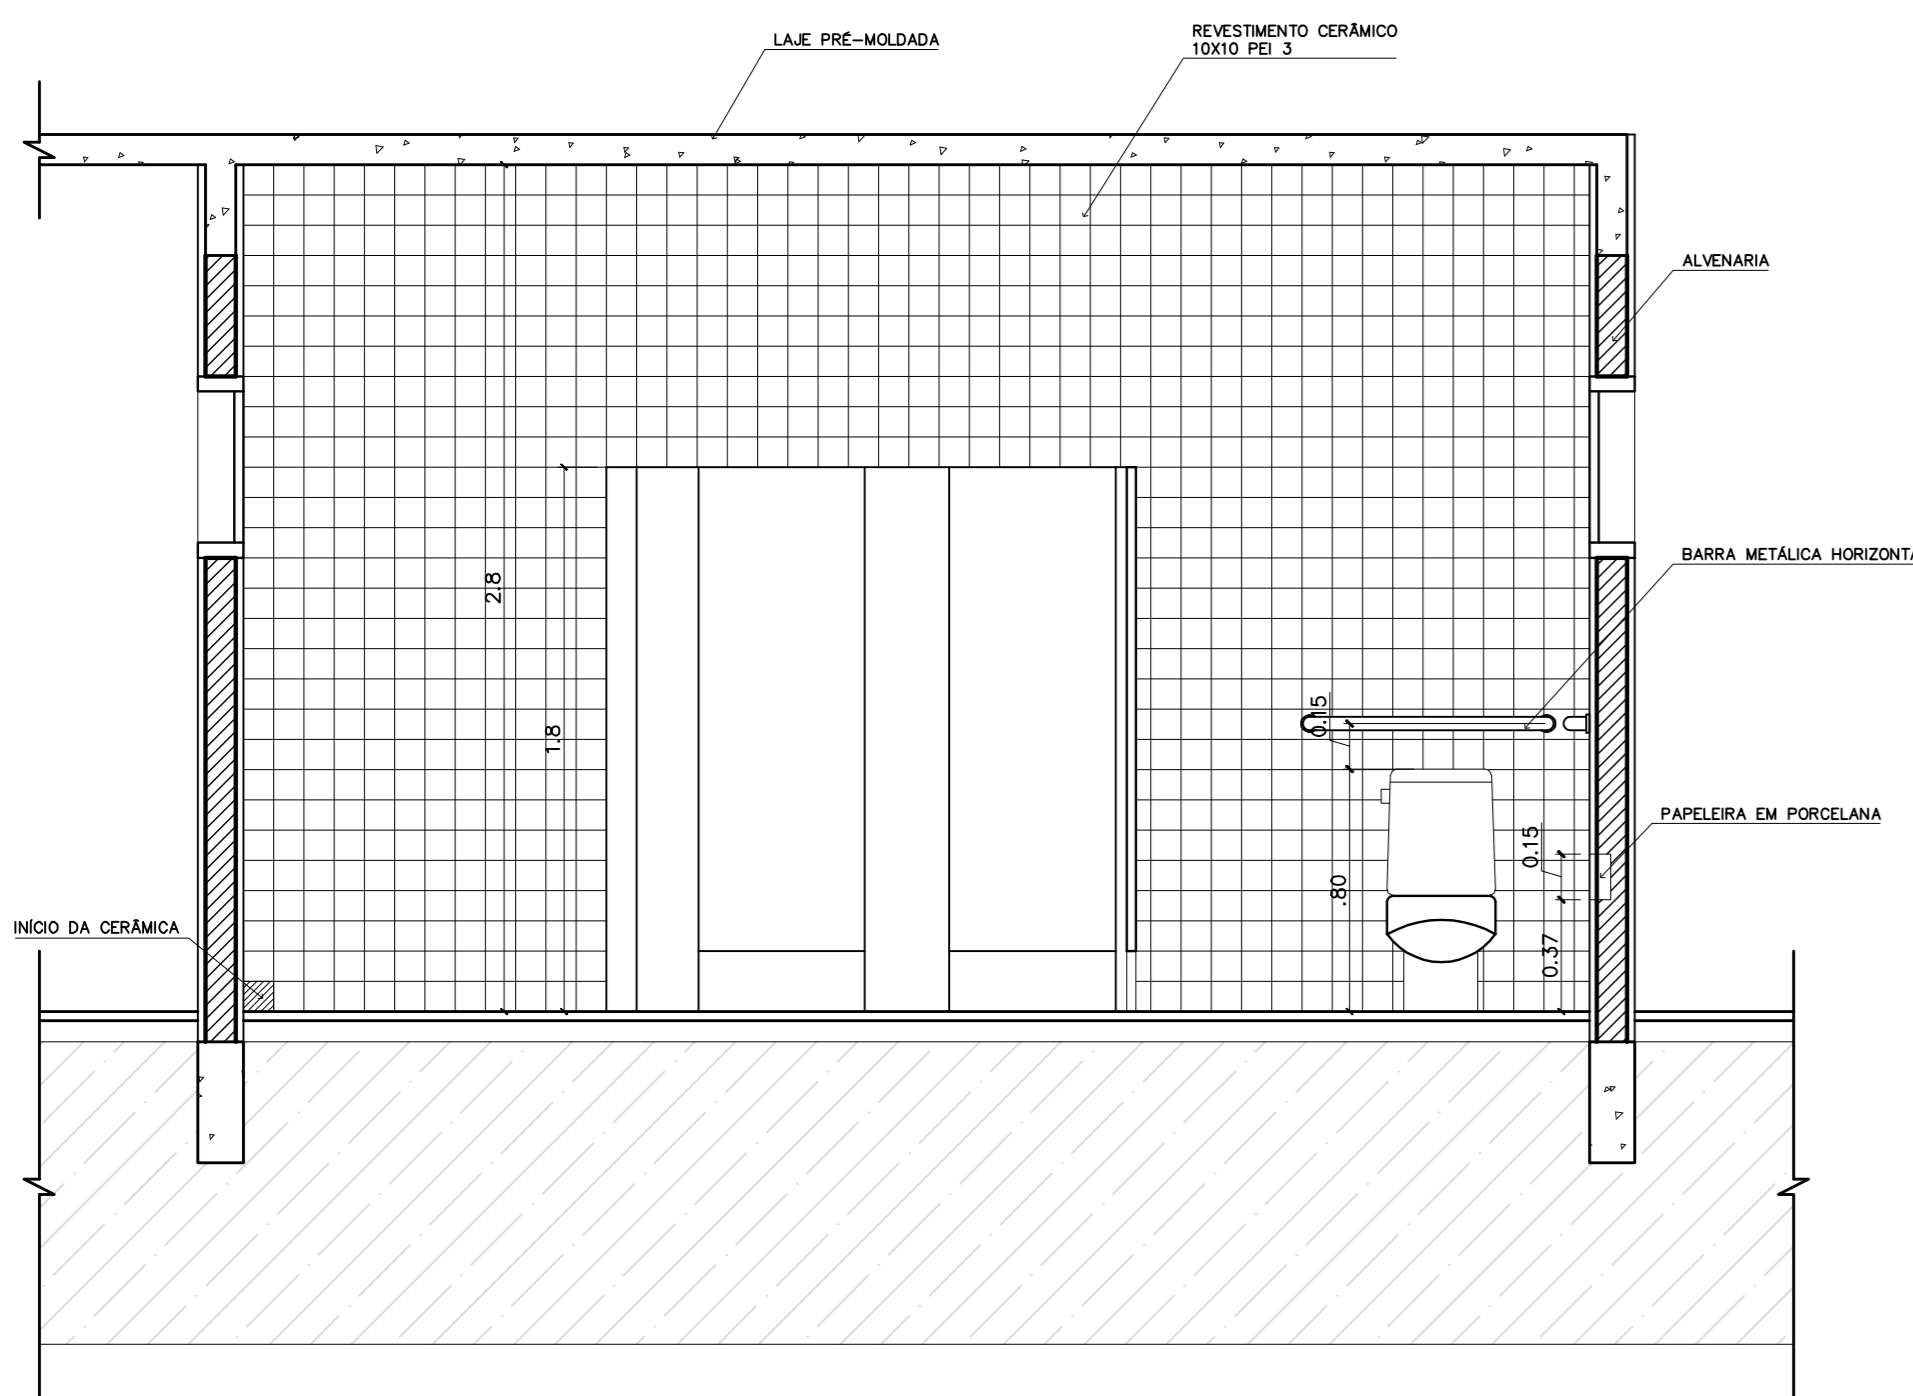 LAJE PRÉ-MOLDADA
REVESTIMENTO CERÂMICO
10X10 PEI 3
ALVENARIA
BARRA METÁLICA HORIZONTA
2.8
1.8
0.15
PAPELEIRA EM PORCELANA
0.15
.80
INÍCIO DA CERÂMICA
0.37